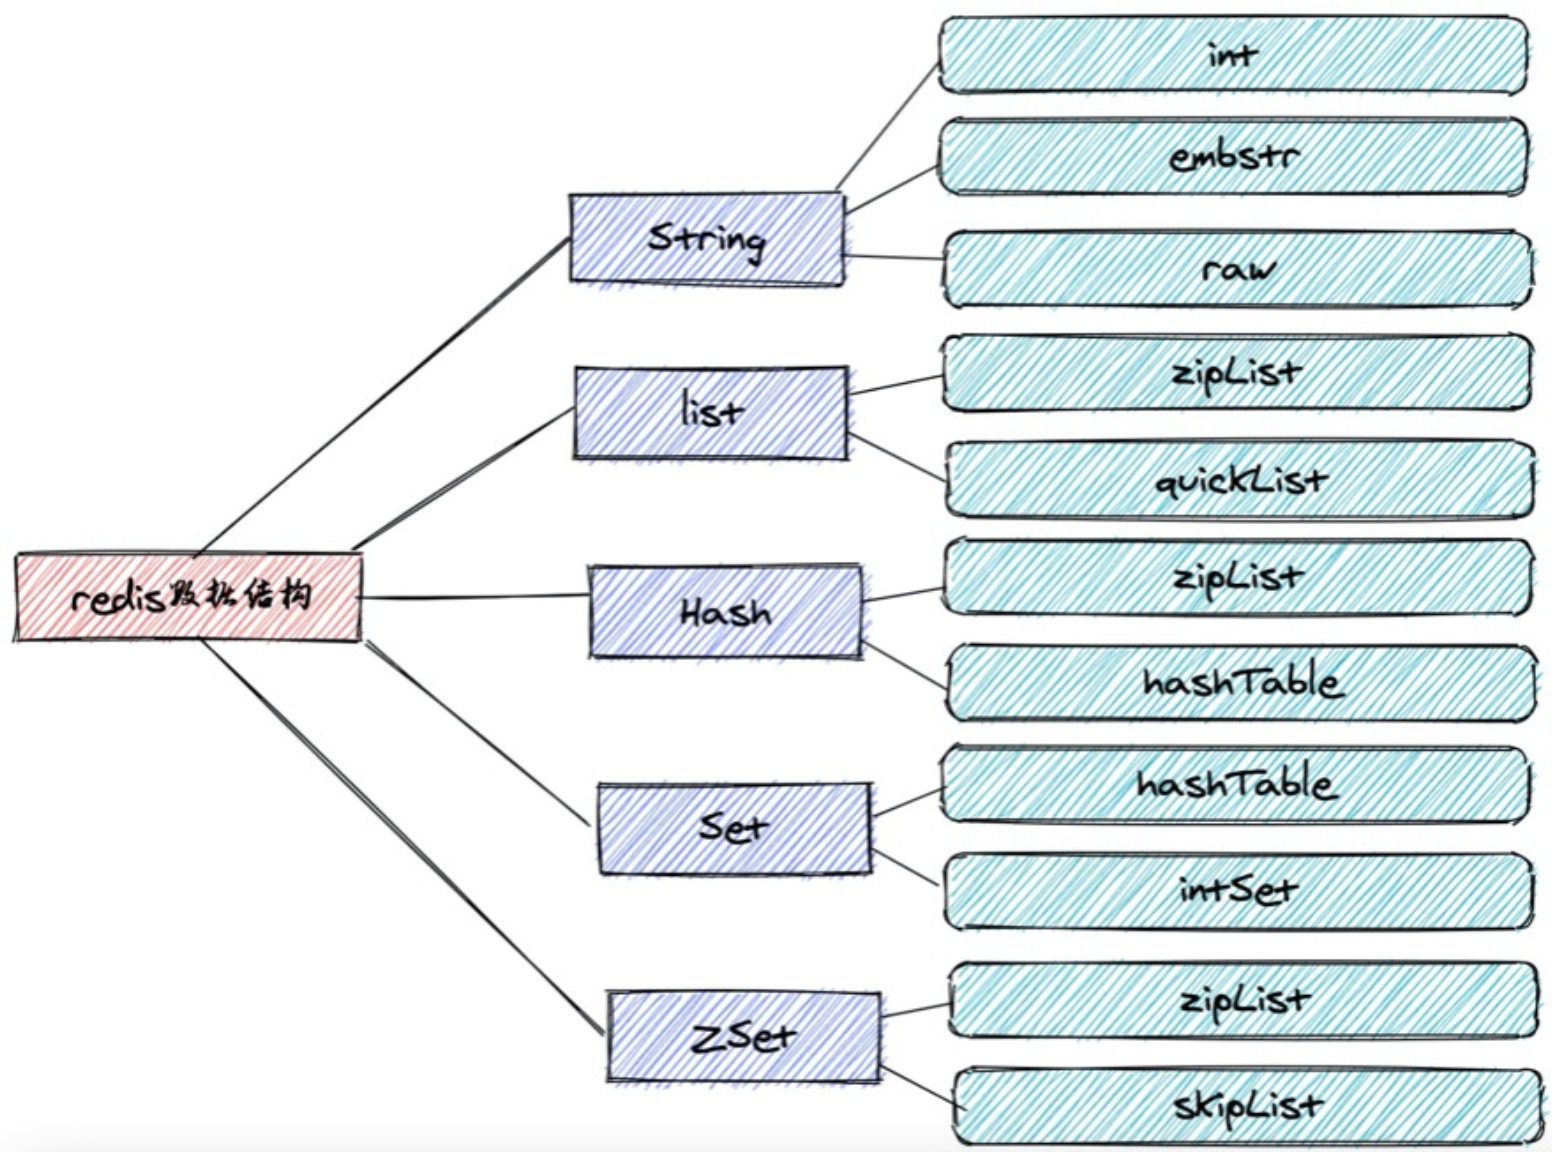 int
embstr
String
raw
zipList
list
quickList
redis数据结构
zipList
Hash
hashTable
hashTable
Set
intSet
zipList
ZSet
skipList